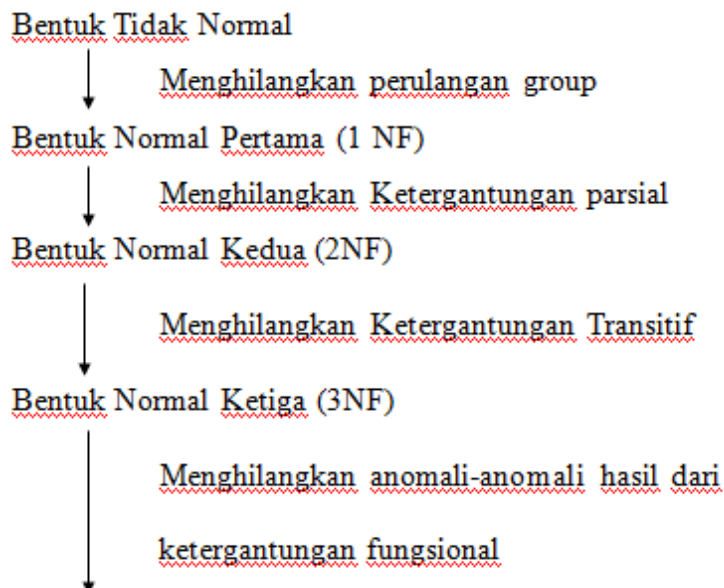 Bentuk Tidak Normal
Menghilangkan perulangan group
Bentuk Normal Pertama (1 NF)
Menghilangkan Ketergantungan parsial
Bentuk Normal Kedua (2NF)
Menghilangkan Ketergantungan Transitif
Bentuk Normal Ketiga (3NF)
Menghilangkan anomali-anomali hasil dari
ketergantungan fungsional